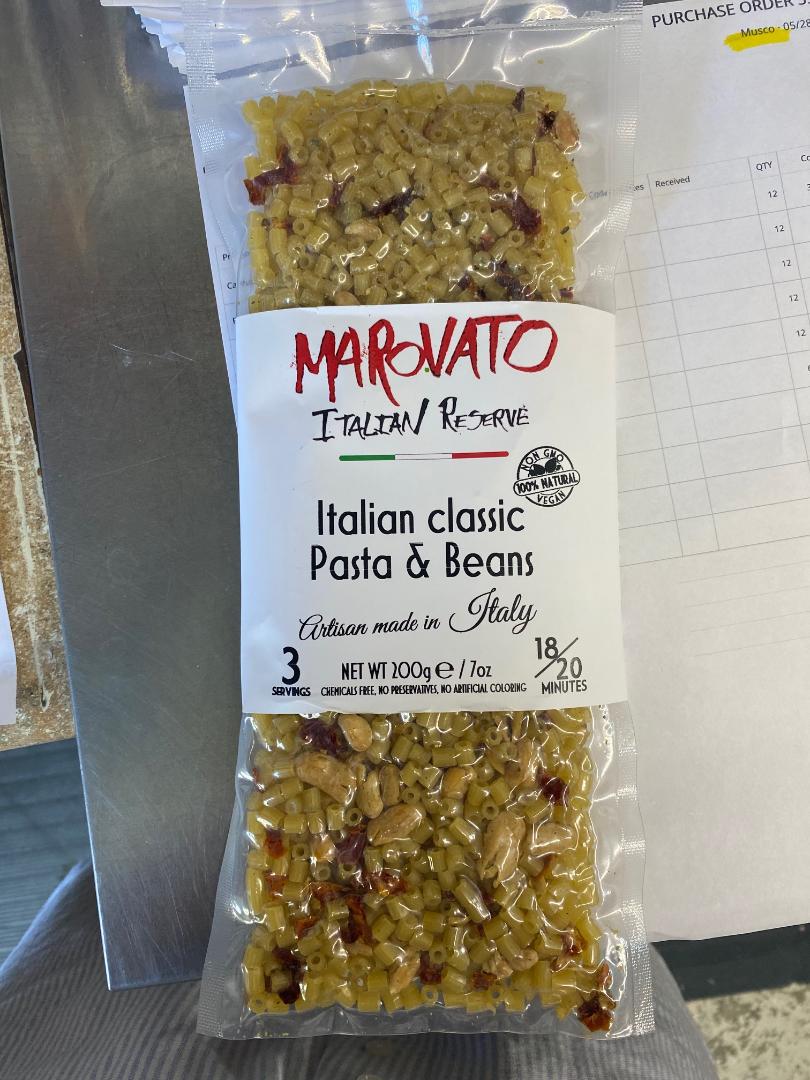 PURCHASE ORDER
Musco - 05/28
Received
QTY
12
12
12
12
12
MAROVATO
ITALIAN RESERVE
NON GMO
100% NATURAL
VEGAN
Italian classic
Pasta & Beans
Artisan made in Italy
3
SERVINGS
NET WT 200g e / 7oz
CHEMICALS FREE, NO PRESERVATIVES, NO ARTIFICIAL COLORING
18/20
MINUTES